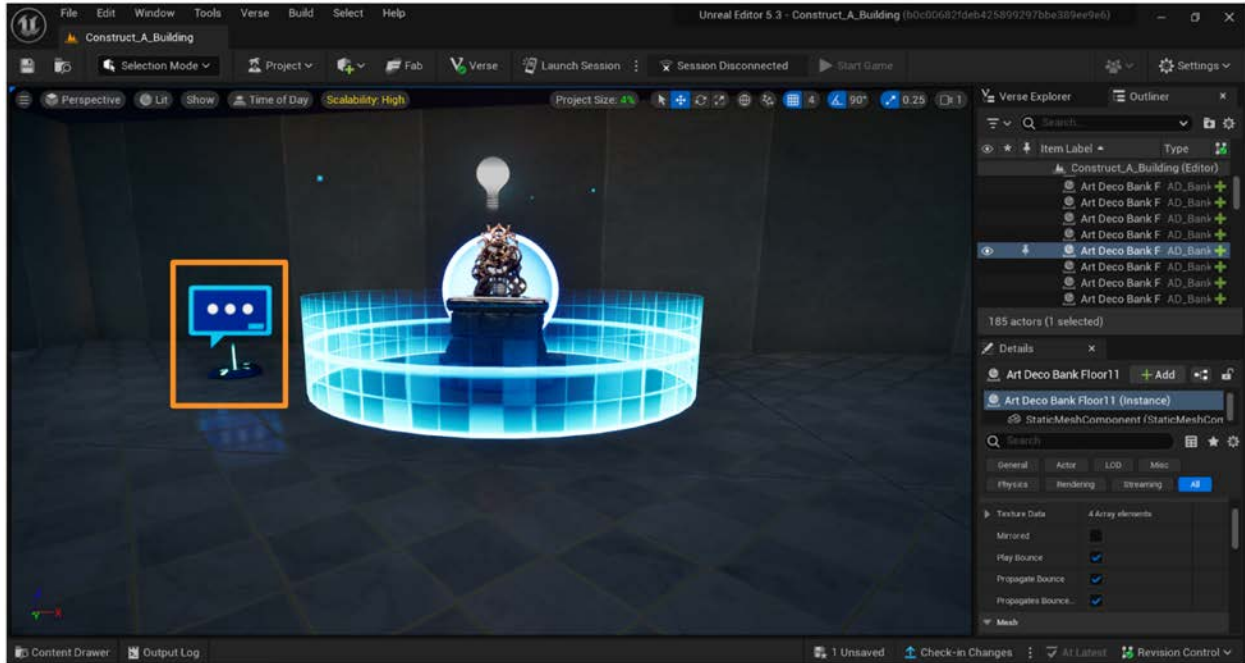 File Edit Window Tools Verse Build Select Help
Unreal Editor 5.3 - Construct_A_Building
Construct_A_Building
Selection Mode Project Fab Verse Launch Session Session Disconnected Start Game Settings
Perspective Lit Show Time of Day Scalability: High Project Size: 4% 4 90° 0.25 1
Verse Explorer Outliner
Search...
Item Label Type
Construct_A_Building (Editor)
Art Deco Bank F AD_Bank
Art Deco Bank F AD_Bank
Art Deco Bank F AD_Bank
Art Deco Bank F AD_Bank
Art Deco Bank F AD_Bank
Art Deco Bank F AD_Bank
Art Deco Bank F AD_Bank
Art Deco Bank F AD_Bank
185 actors (1 selected)
Details
Art Deco Bank Floor11 + Add
Art Deco Bank Floor11 (Instance)
StaticMeshComponent (StaticMeshCon
Search
General Actor LOD Misc
Physics Rendering Streaming All
Texture Data 4 Array elements
Mirrored
Play Bounce
Propagate Bounce
Propagates Bounce...
Mesh
Content Drawer Output Log 1 Unsaved Check-in Changes At Latest Revision Control